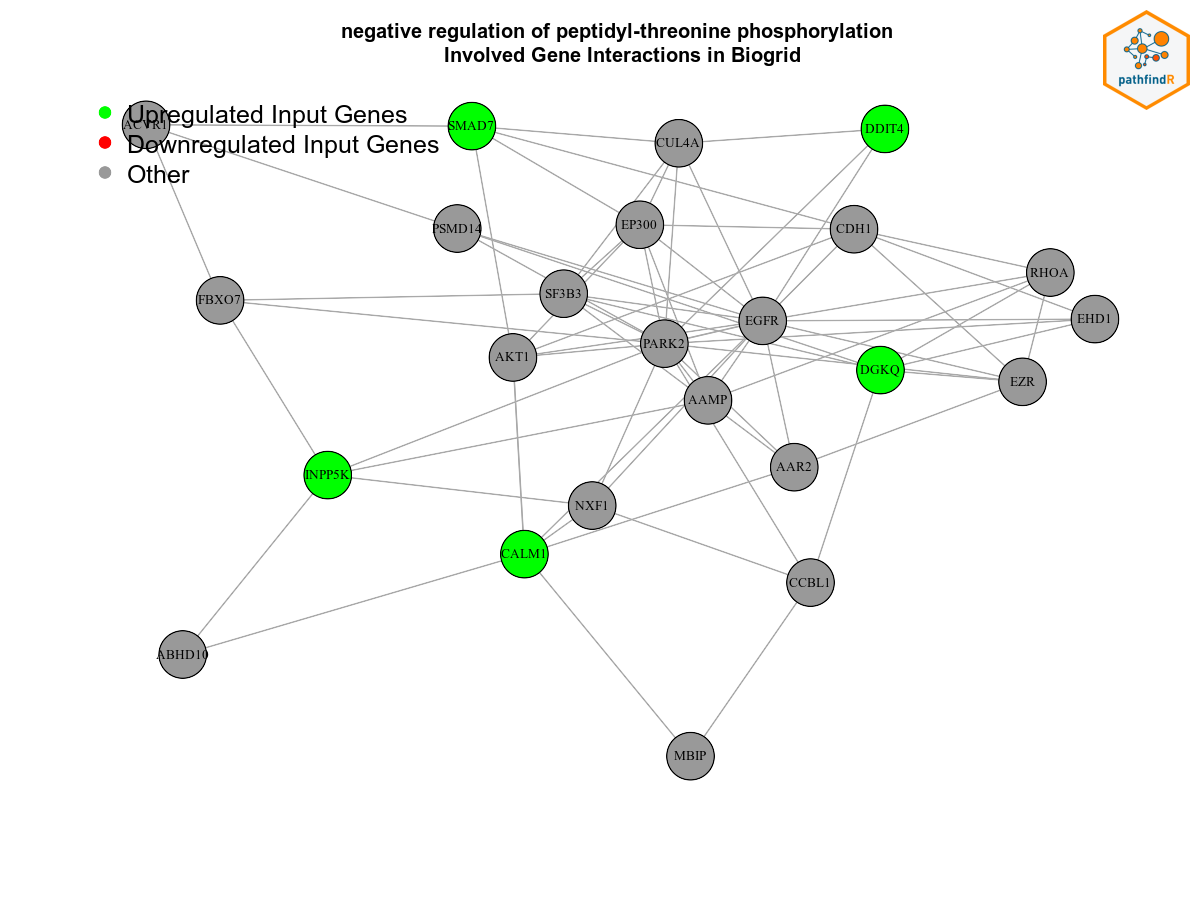 negative regulation of peptidyl-threonine phosphorylation
Involved Gene Interactions in Biogrid
pathfindR
Upregulated Input Genes
Downregulated Input Genes
Other
ACVR1
SMAD7
DDIT4
CUL4A
PSMD14
EP300
CDH1
RHOA
FBXO7
SF3B3
EGFR
EHD1
AKT1
PARK2
DGKQ
EZR
AAMP
INPP5K
AAR2
NXF1
CALM1
CCBL1
ABHD10
MBIP